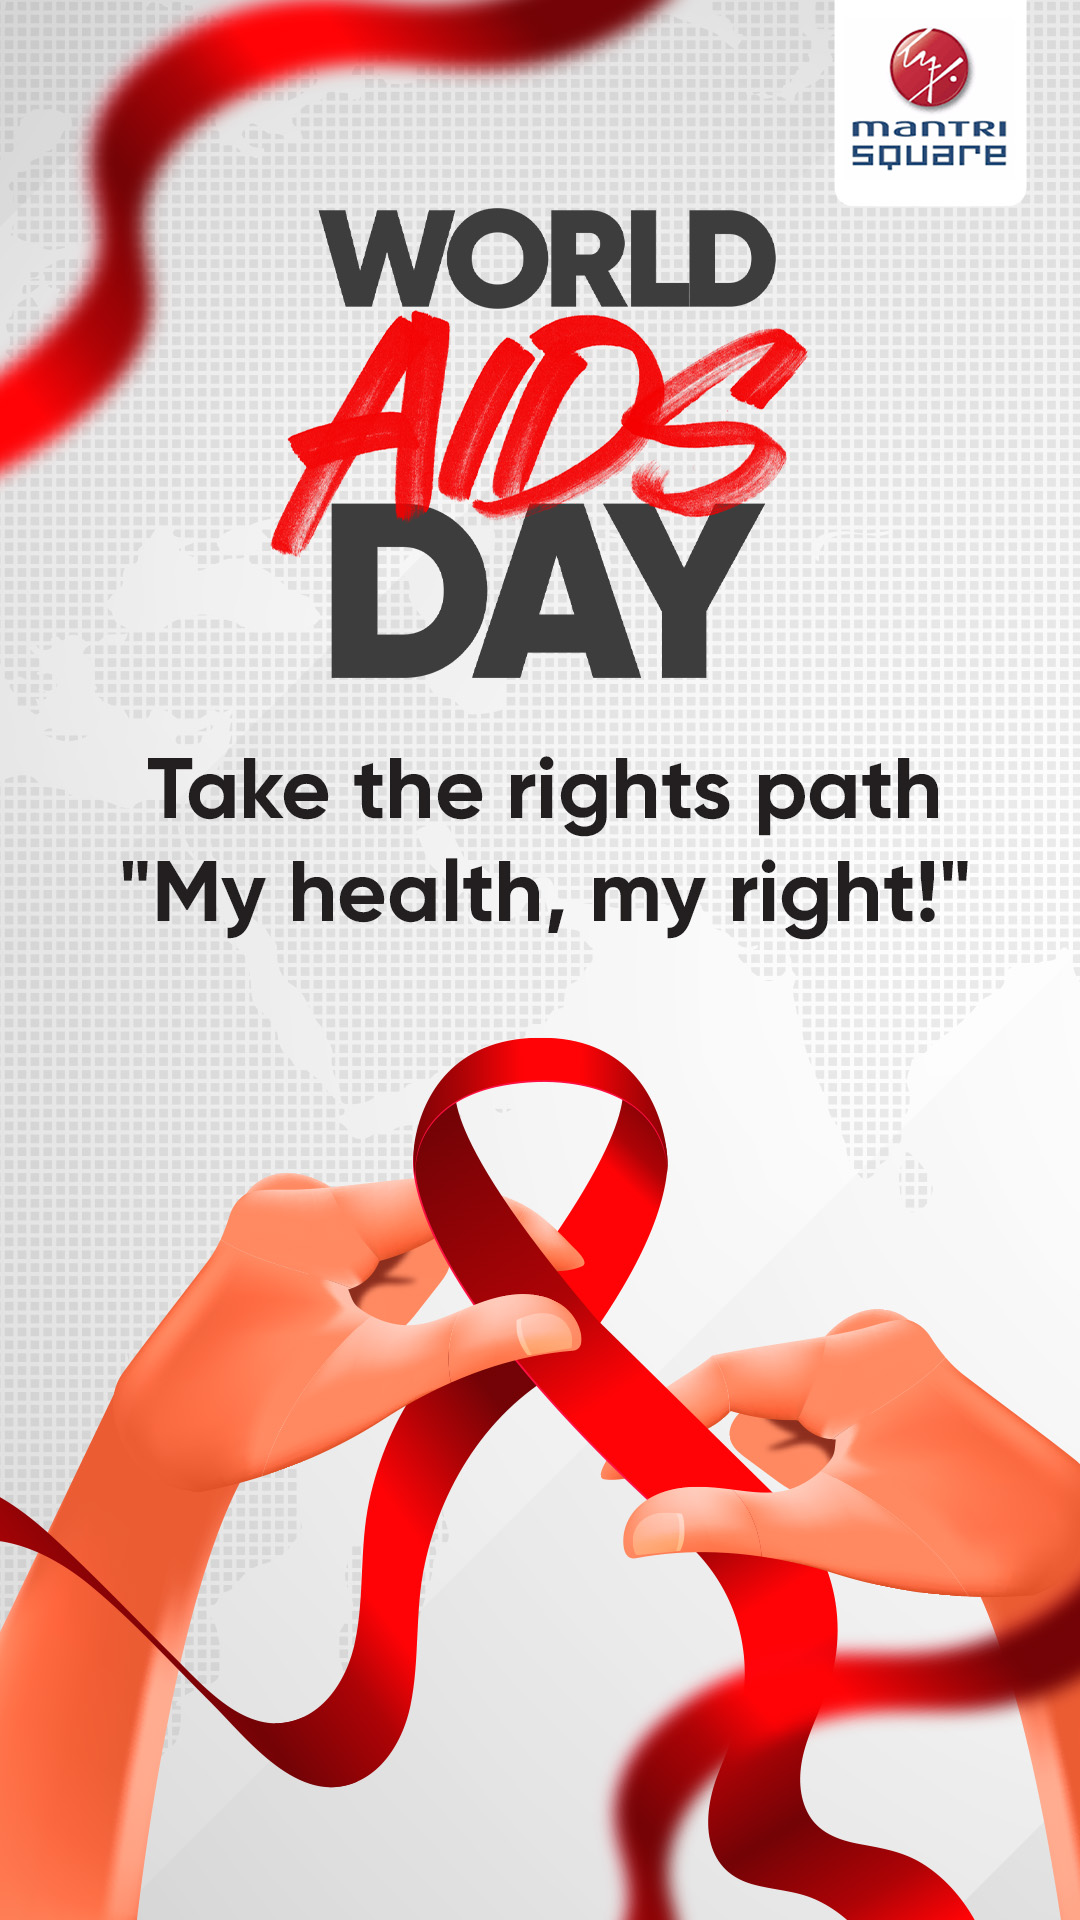 mantri
square
WORLD
AIDS
DAY
Take the rights path
"My health, my right!"